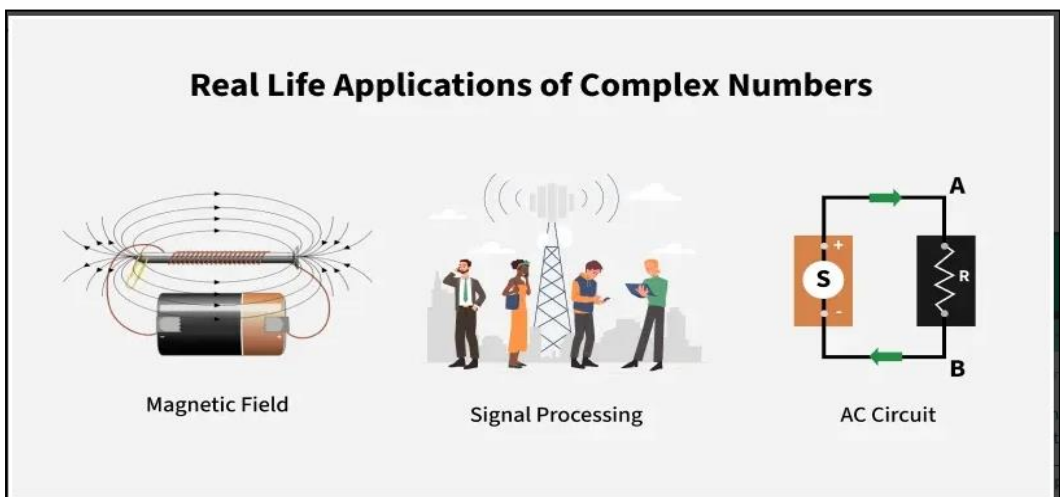 Real Life Applications of Complex Numbers
A
+
S
R
-
B
- +
Magnetic Field
Signal Processing
AC Circuit